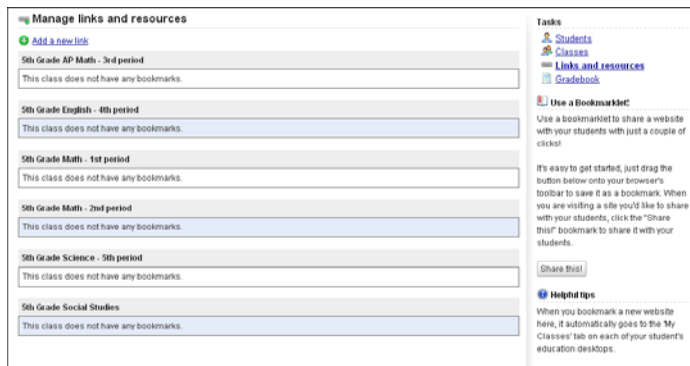 Manage links and resources
Add a new link
5th Grade AP Math - 3rd period
This class does not have any bookmarks.
5th Grade English - 4th period
This class does not have any bookmarks.
5th Grade Math - 1st period
This class does not have any bookmarks.
5th Grade Math - 2nd period
This class does not have any bookmarks.
5th Grade Science - 5th period
This class does not have any bookmarks.
5th Grade Social Studies
This class does not have any bookmarks.
Tasks
Students
Classes
Links and resources
Gradebook
Use a Bookmarklet!
Use a bookmarklet to share a website
with your students with just a couple of
clicks!
It's easy to get started, just drag the
button below onto your browser's
toolbar to save it as a bookmark. When
you are visiting a site you'd like to share
with your students, click the "Share
this!" bookmark to share it with your
students.
Share this!
Helpful tips
When you bookmark a new website
here, it automatically goes to the 'My
Classes' tab on each of your student's
education desktops.